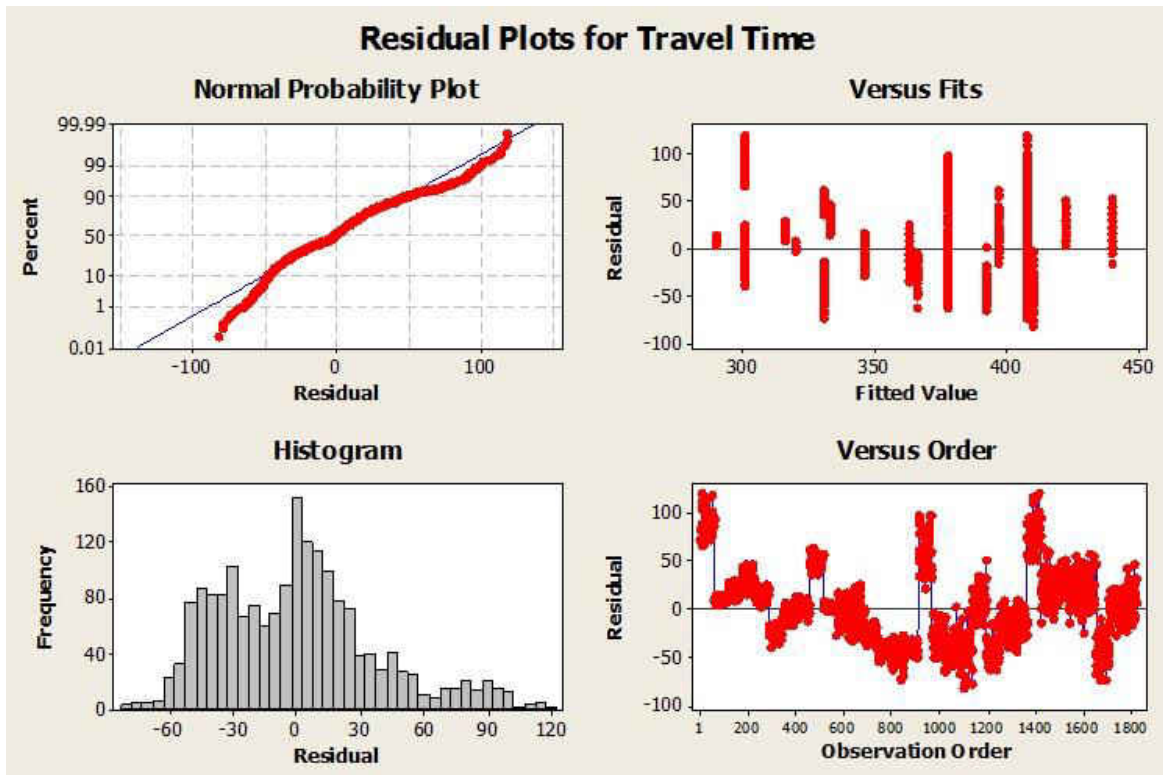 Residual Plots for Travel Time
Normal Probability Plot
99.99
99
90
50
10
1
0.01
Percent
-100 0 100
Residual
Versus Fits
100
50
0
-50
-100
Residual
300 350 400 450
Fitted Value
Histogram
160
120
80
40
0
Frequency
-60 -30 0 30 60 90 120
Residual
Versus Order
100
50
0
-50
-100
Residual
1 200 400 600 800 1000 1200 1400 1600 1800
Observation Order